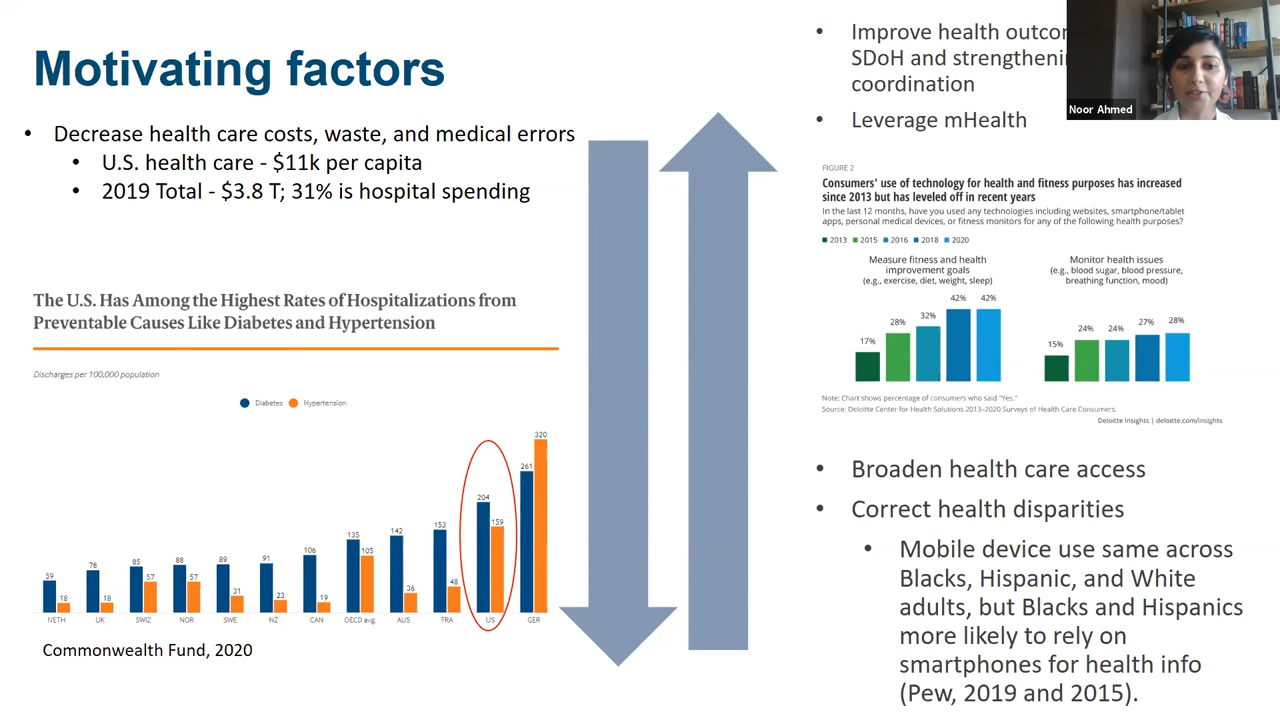 Motivating factors
• Decrease health care costs, waste, and medical errors
• U.S. health care - $11k per capita
• 2019 Total - $3.8 T; 31% is hospital spending
The U.S. Has Among the Highest Rates of Hospitalizations from
Preventable Causes Like Diabetes and Hypertension
Discharges per 100,000 population
Diabetes Hypertension
59 18 78 18 85 57 88 57 89 31 91 23 106 19 135 105 142 36 153 48 204 159 261 320
NETH UK SWIZ NOR SWE NZ CAN OECD avg. AUS FRA US GER
Commonwealth Fund, 2020
• Improve health
SDoH and
coordination
• Leverage mHealth
Noor Ahmed
FIGURE 2
Consumers' use of technology for health and fitness purposes has increased
since 2013 but has leveled off in recent years
In the last 12 months, have you used any technologies including websites, smartphone/tablet
apps, personal medical devices, or fitness monitors for any of the following health purposes?
2013 2015 2016 2018 2020
Measure fitness and health
improvement goals
(e.g., exercise, diet, weight, sleep)
17% 28% 32% 42% 42%
Monitor health issues
(e.g., blood sugar, blood pressure,
breathing function, mood)
15% 24% 24% 27% 28%
Note: Chart shows percentage of consumers who said "Yes."
Source: Deloitte Center for Health Solutions 2013–2020 Surveys of Health Care Consumers.
Deloitte Insights | deloitte.com/insights
• Broaden health care access
• Correct health disparities
• Mobile device use same across
Blacks, Hispanic, and White
adults, but Blacks and Hispanics
more likely to rely on
smartphones for health info
(Pew, 2019 and 2015).